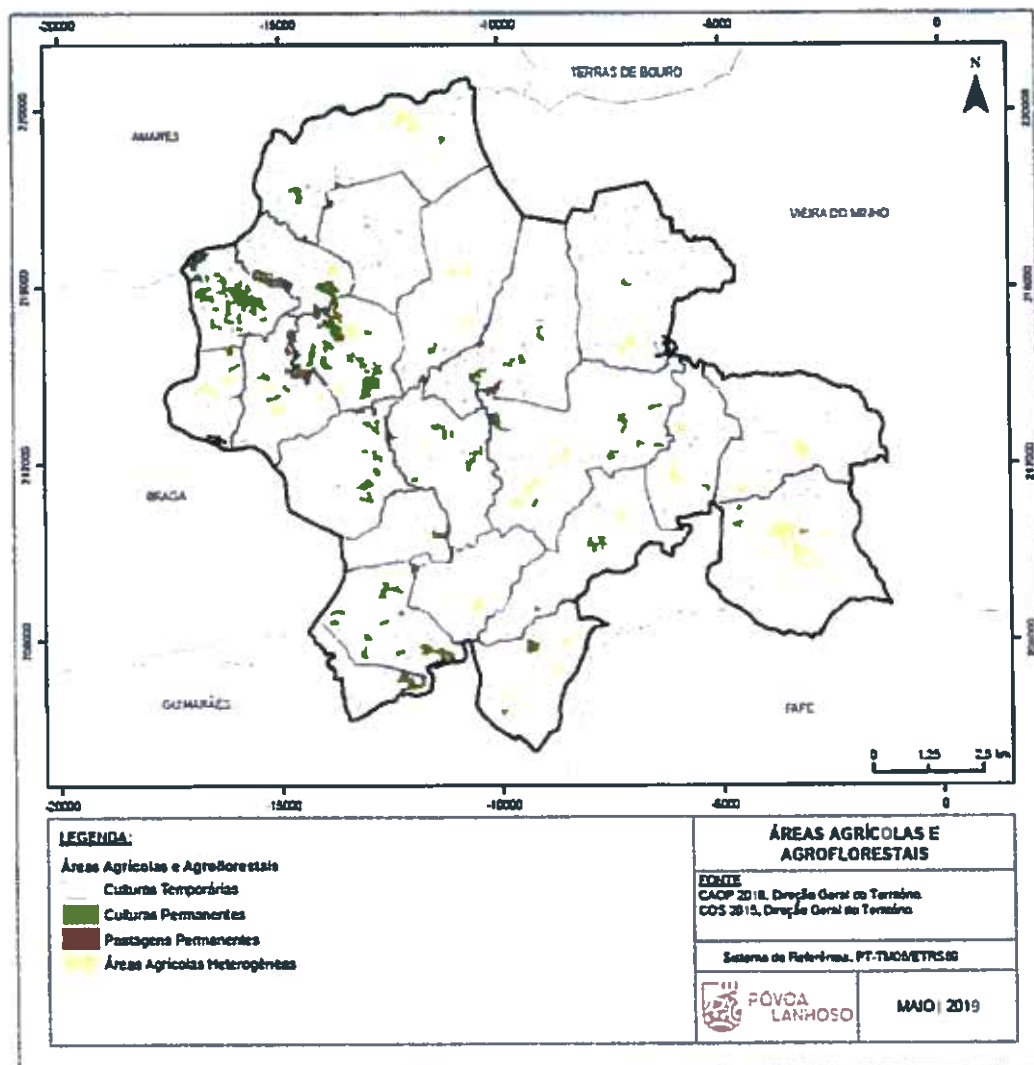 -20000 -15000 -10000 -5000 0
TERRAS DE BOURO
N
AMARES
VIEIRA DO MINHO
BRAGA
GUIMARÃES
FAFE
0 1,25 2,5 km
-20000 -15000 -10000 -5000 0
LEGENDA:
Áreas Agrícolas e Agroflorestais
Culturas Temporárias
Culturas Permanentes
Pastagens Permanentes
Áreas Agrícolas Heterogéneas
ÁREAS AGRÍCOLAS E
AGROFLORESTAIS
FONTE
CAOP 2018, Direção Geral do Território
COS 2015, Direção Geral do Território
Sistema de Referência, PT-TM06/ETRS89
PÓVOA
LANHOSO
MAIO | 2019